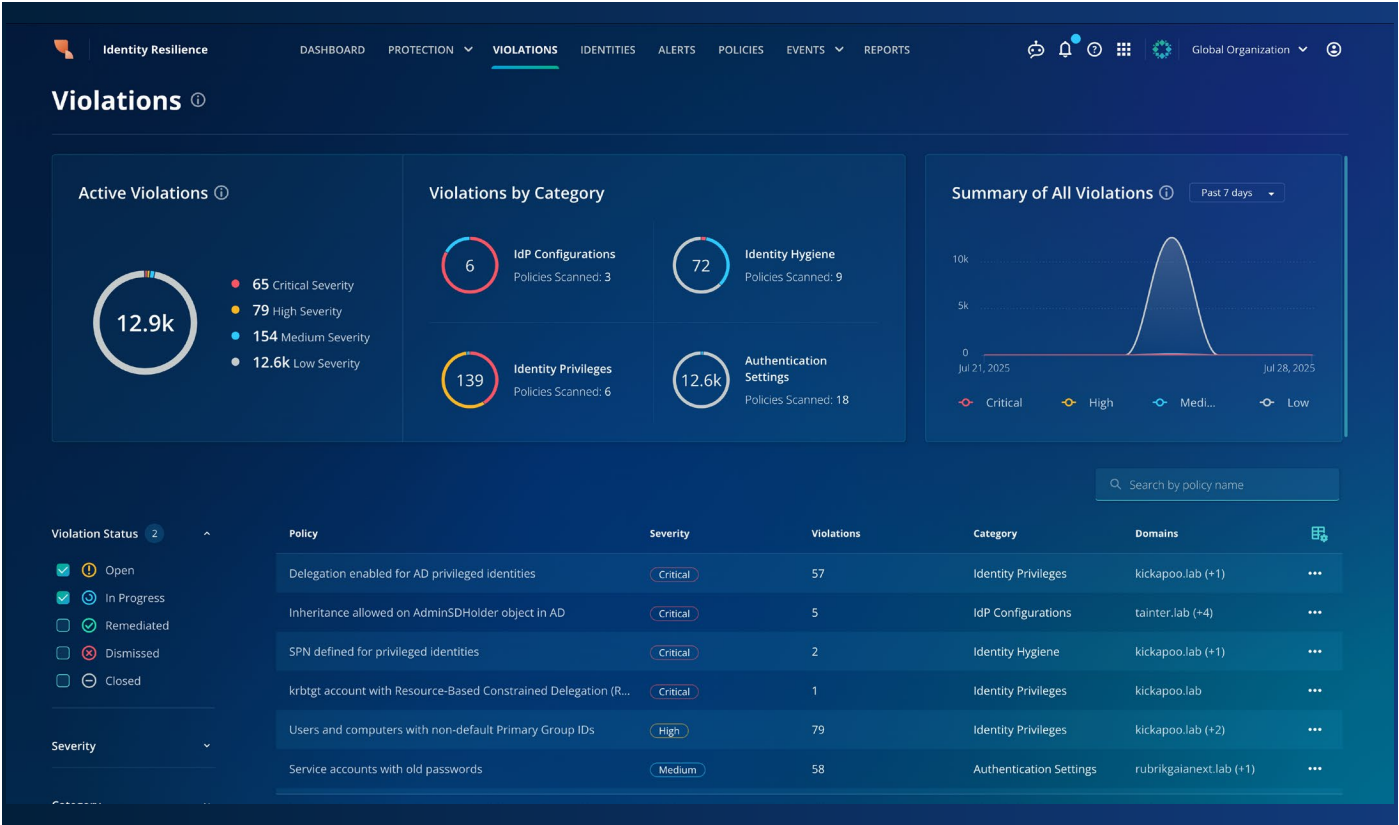 Identity Resilience
DASHBOARD PROTECTION VIOLATIONS IDENTITIES ALERTS POLICIES EVENTS REPORTS
Global Organization
Violations
Active Violations
12.9k
65 Critical Severity
79 High Severity
154 Medium Severity
12.6k Low Severity
Violations by Category
6
IdP Configurations
Policies Scanned: 3
72
Identity Hygiene
Policies Scanned: 9
139
Identity Privileges
Policies Scanned: 6
12.6k
Authentication
Settings
Policies Scanned: 18
Summary of All Violations
Past 7 days
10k
5k
0
Jul 21, 2025 Jul 28, 2025
Critical High Medi... Low
Search by policy name
Violation Status 2
Open
In Progress
Remediated
Dismissed
Closed
Severity
Policy Severity Violations Category Domains
Delegation enabled for AD privileged identities Critical 57 Identity Privileges kickapoo.lab (+1)
Inheritance allowed on AdminSDHolder object in AD Critical 5 IdP Configurations tainter.lab (+4)
SPN defined for privileged identities Critical 2 Identity Hygiene kickapoo.lab (+1)
krbtgt account with Resource-Based Constrained Delegation (R... Critical 1 Identity Privileges kickapoo.lab
Users and computers with non-default Primary Group IDs High 79 Identity Privileges kickapoo.lab (+2)
Service accounts with old passwords Medium 58 Authentication Settings rubrikgaianext.lab (+1)